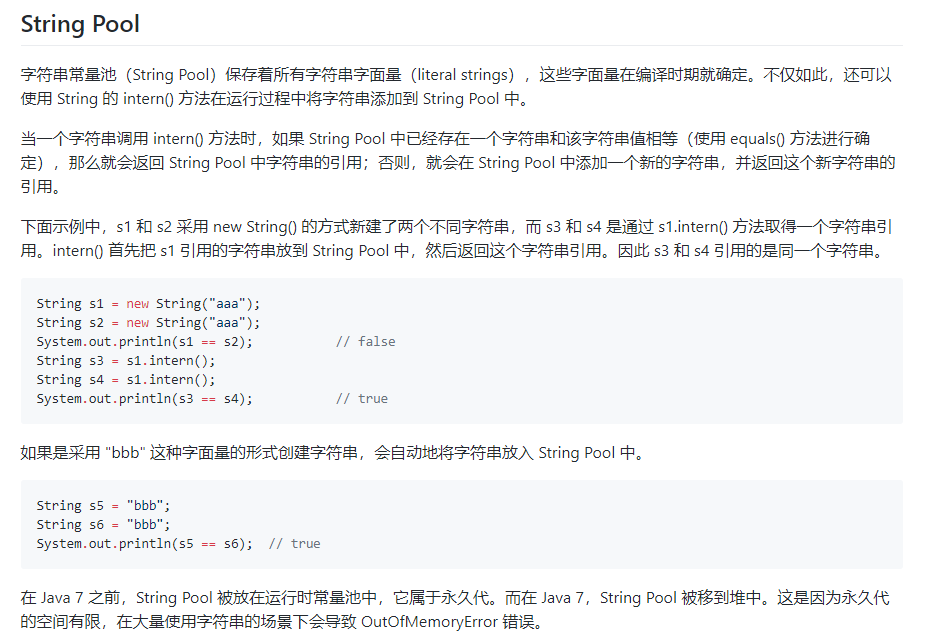 String Pool
字符串常量池（String Pool）保存着所有字符串字面量（literal strings），这些字面量在编译时期就确定。不仅如此，还可以
使用 String 的 intern() 方法在运行过程中将字符串添加到 String Pool 中。
当一个字符串调用 intern() 方法时，如果 String Pool 中已经存在一个字符串和该字符串值相等（使用 equals() 方法进行确
定），那么就会返回 String Pool 中字符串的引用；否则，就会在 String Pool 中添加一个新的字符串，并返回这个新字符串的
引用。
下面示例中，s1 和 s2 采用 new String() 的方式新建了两个不同字符串，而 s3 和 s4 是通过 s1.intern() 方法取得一个字符串引
用。intern() 首先把 s1 引用的字符串放到 String Pool 中，然后返回这个字符串引用。因此 s3 和 s4 引用的是同一个字符串。
String s1 = new String("aaa");
String s2 = new String("aaa");
System.out.println(s1 == s2);           // false
String s3 = s1.intern();
String s4 = s1.intern();
System.out.println(s3 == s4);           // true
如果是采用 "bbb" 这种字面量的形式创建字符串，会自动地将字符串放入 String Pool 中。
String s5 = "bbb";
String s6 = "bbb";
System.out.println(s5 == s6);  // true
在 Java 7 之前，String Pool 被放在运行时常量池中，它属于永久代。而在 Java 7，String Pool 被移到堆中。这是因为永久代
的空间有限，在大量使用字符串的场景下会导致 OutOfMemoryError 错误。